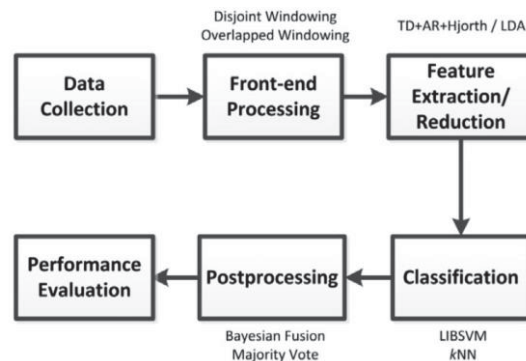 Disjoint Windowing
Overlapped Windowing
TD+AR+Hjorth / LDA
Data
Collection
Front-end
Processing
Feature
Extraction/
Reduction
Performance
Evaluation
Postprocessing
Classification
Bayesian Fusion
Majority Vote
LIBSVM
kNN